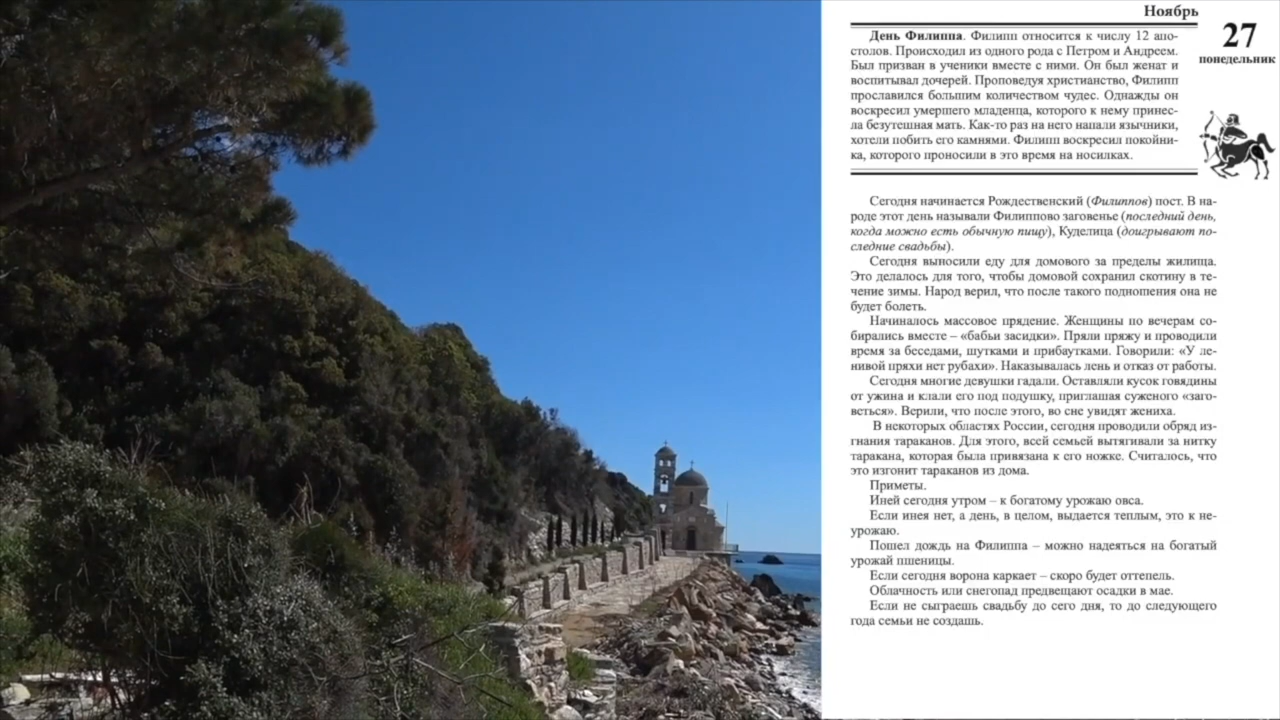 Ноябрь
27
понедельник
День Филиппа. Филипп относится к числу 12 апо-
столов. Происходил из одного рода с Петром и Андреем.
Был призван в ученики вместе с ними. Он был женат и
воспитывал дочерей. Проповедуя христианство, Филипп
прославился большим количеством чудес. Однажды он
воскресил умершего младенца, которого к нему принес-
ла безутешная мать. Как-то раз на него напали язычники,
хотели побить его камнями. Филипп воскресил покойни-
ка, которого проносили в это время на носилках.
Сегодня начинается Рождественский (Филиппов) пост. В на-
роде этот день называли Филиппово заговенье (последний день,
когда можно есть обычную пищу), Куделица (доигрывают по-
следние свадьбы).
Сегодня выносили еду для домового за пределы жилища.
Это делалось для того, чтобы домовой сохранил скотину в те-
чение зимы. Народ верил, что после такого подношения она не
будет болеть.
Начиналось массовое прядение. Женщины по вечерам со-
бирались вместе – «бабьи засидки». Пряли пряжу и проводили
время за беседами, шутками и прибаутками. Говорили: «У ле-
нивой пряхи нет рубахи». Наказывалась лень и отказ от работы.
Сегодня многие девушки гадали. Оставляли кусок говядины
от ужина и клали его под подушку, приглашая суженого «заго-
веться». Верили, что после этого, во сне увидят жениха.
В некоторых областях России, сегодня проводили обряд из-
гнания тараканов. Для этого, всей семьей вытягивали за нитку
таракана, которая была привязана к его ножке. Считалось, что
это изгонит тараканов из дома.
Приметы.
Иней сегодня утром – к богатому урожаю овса.
Если инея нет, а день, в целом, выдается теплым, это к не-
урожаю.
Пошел дождь на Филиппа – можно надеяться на богатый
урожай пшеницы.
Если сегодня ворона каркает – скоро будет оттепель.
Облачность или снегопад предвещают осадки в мае.
Если не сыграешь свадьбу до сего дня, то до следующего
года семьи не создашь.